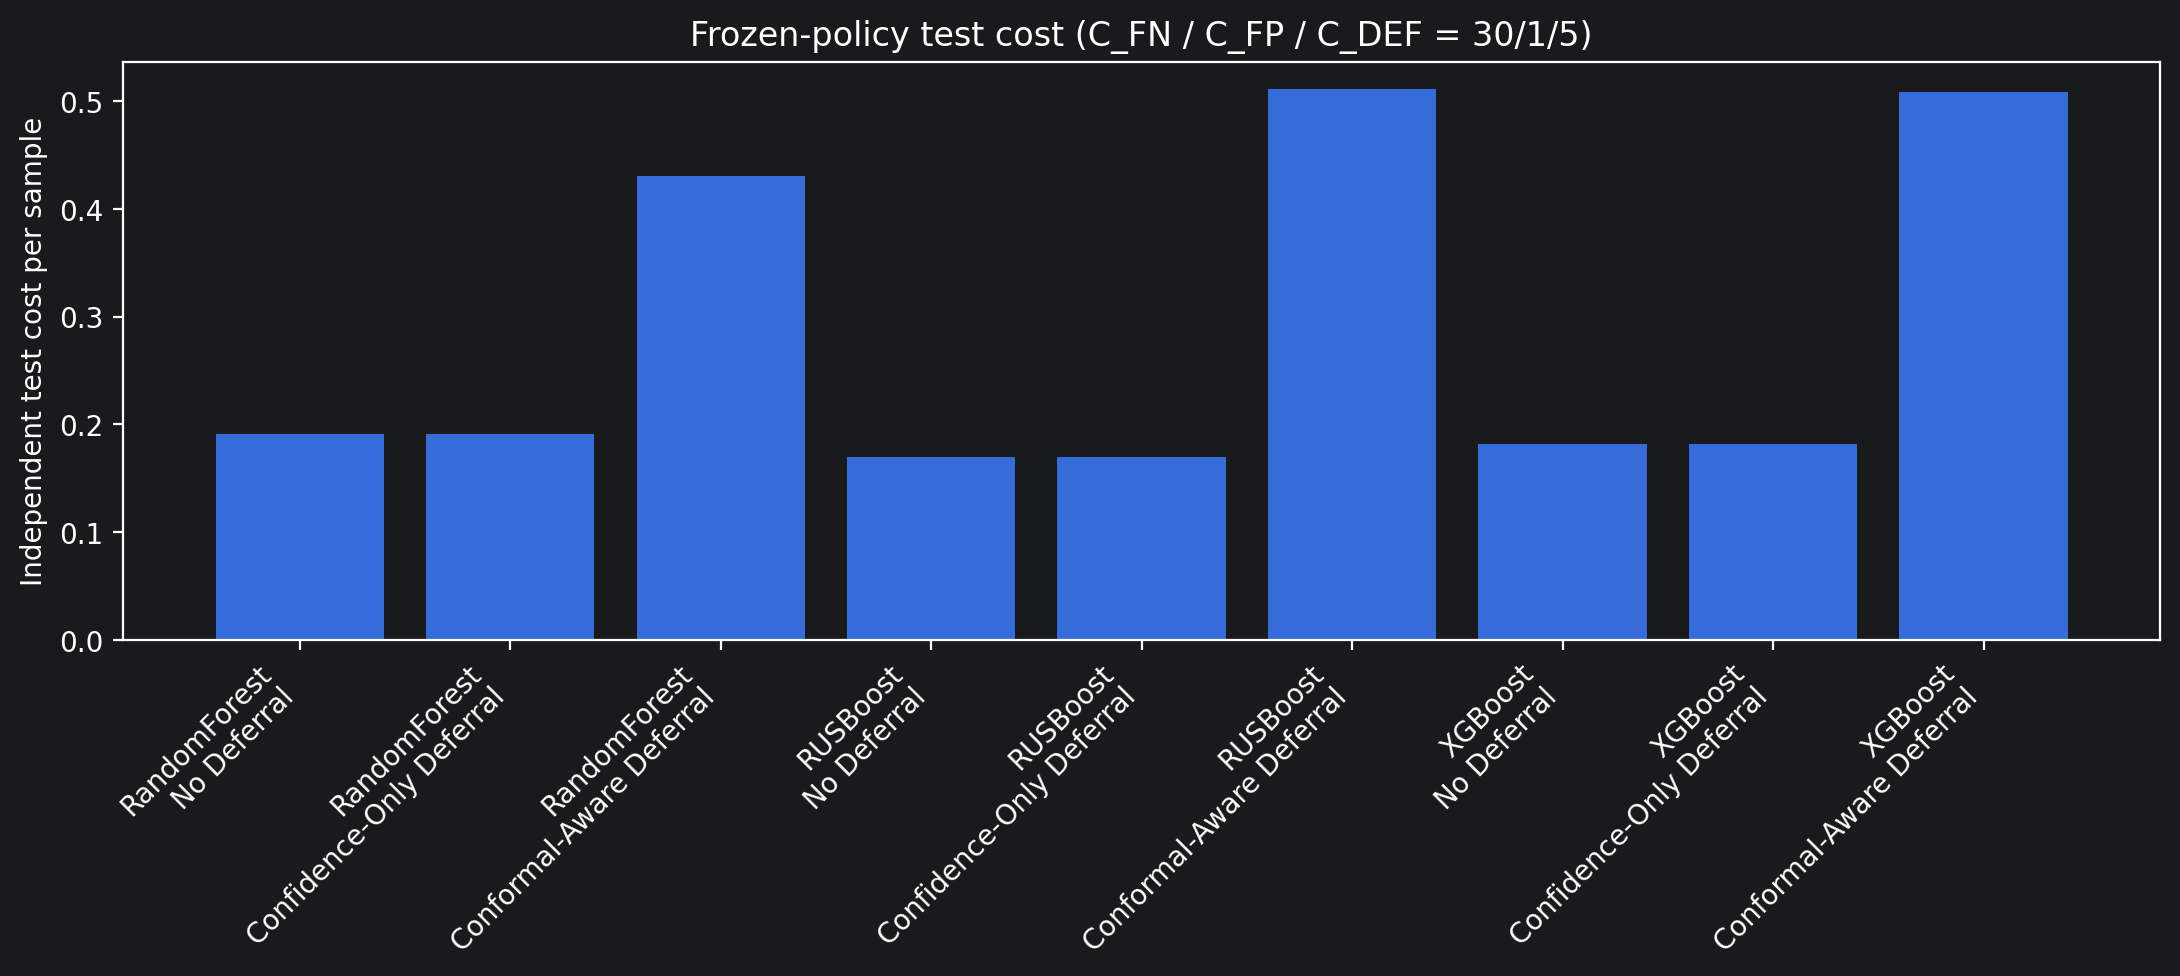 Frozen-policy test cost (C_FN / C_FP / C_DEF = 30/1/5)
Independent test cost per sample
0.5
0.4
0.3
0.2
0.1
0.0
RandomForest
No Deferral
RandomForest
Confidence-Only Deferral
RandomForest
Conformal-Aware Deferral
RUSBoost
No Deferral
RUSBoost
Confidence-Only Deferral
RUSBoost
Conformal-Aware Deferral
XGBoost
No Deferral
XGBoost
Confidence-Only Deferral
XGBoost
Conformal-Aware Deferral